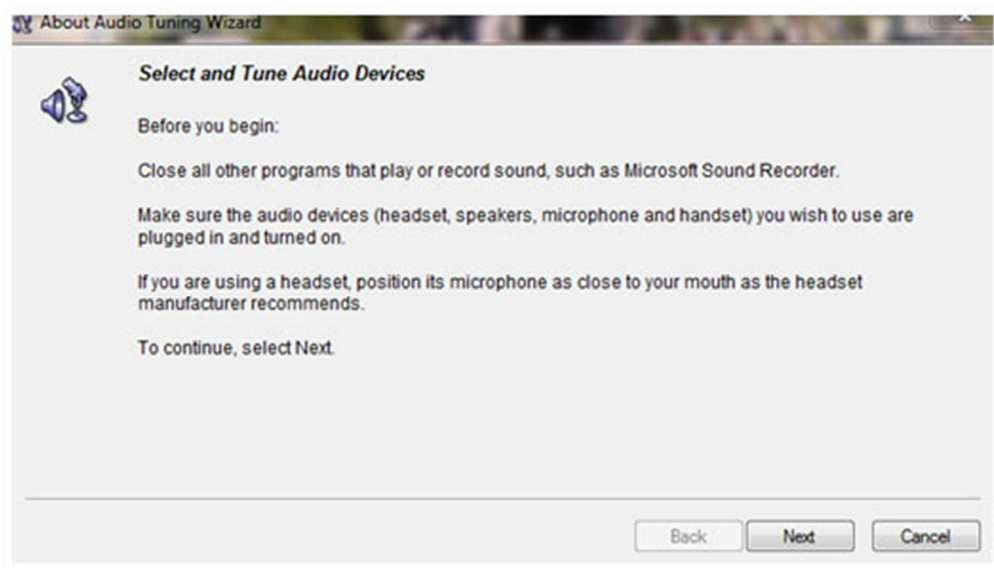 About Audio Tuning Wizard
Select and Tune Audio Devices
Before you begin:
Close all other programs that play or record sound, such as Microsoft Sound Recorder.
Make sure the audio devices (headset, speakers, microphone and handset) you wish to use are
plugged in and turned on.
If you are using a headset, position its microphone as close to your mouth as the headset
manufacturer recommends.
To continue, select Next.
Back Next Cancel